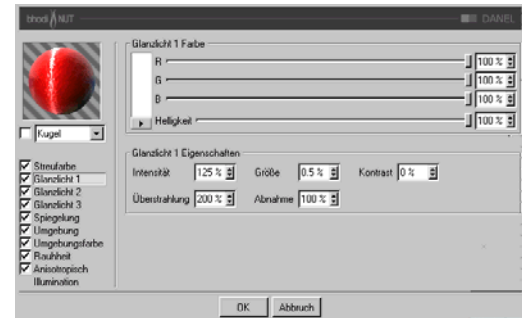 bhodiNUT
DANEL
Glanzlicht 1 Farbe
R 100 %
G 100 %
B 100 %
Helligkeit 100 %
Kugel
Streufarbe
Glanzlicht 1
Glanzlicht 2
Glanzlicht 3
Spiegelung
Umgebung
Umgebungsfarbe
Rauhheit
Anisotropisch
Illumination
Glanzlicht 1 Eigenschaften
Intensität 125 % Größe 0.5 % Kontrast 0 %
Überstrahlung 200 % Abnahme 100 %
OK Abbruch